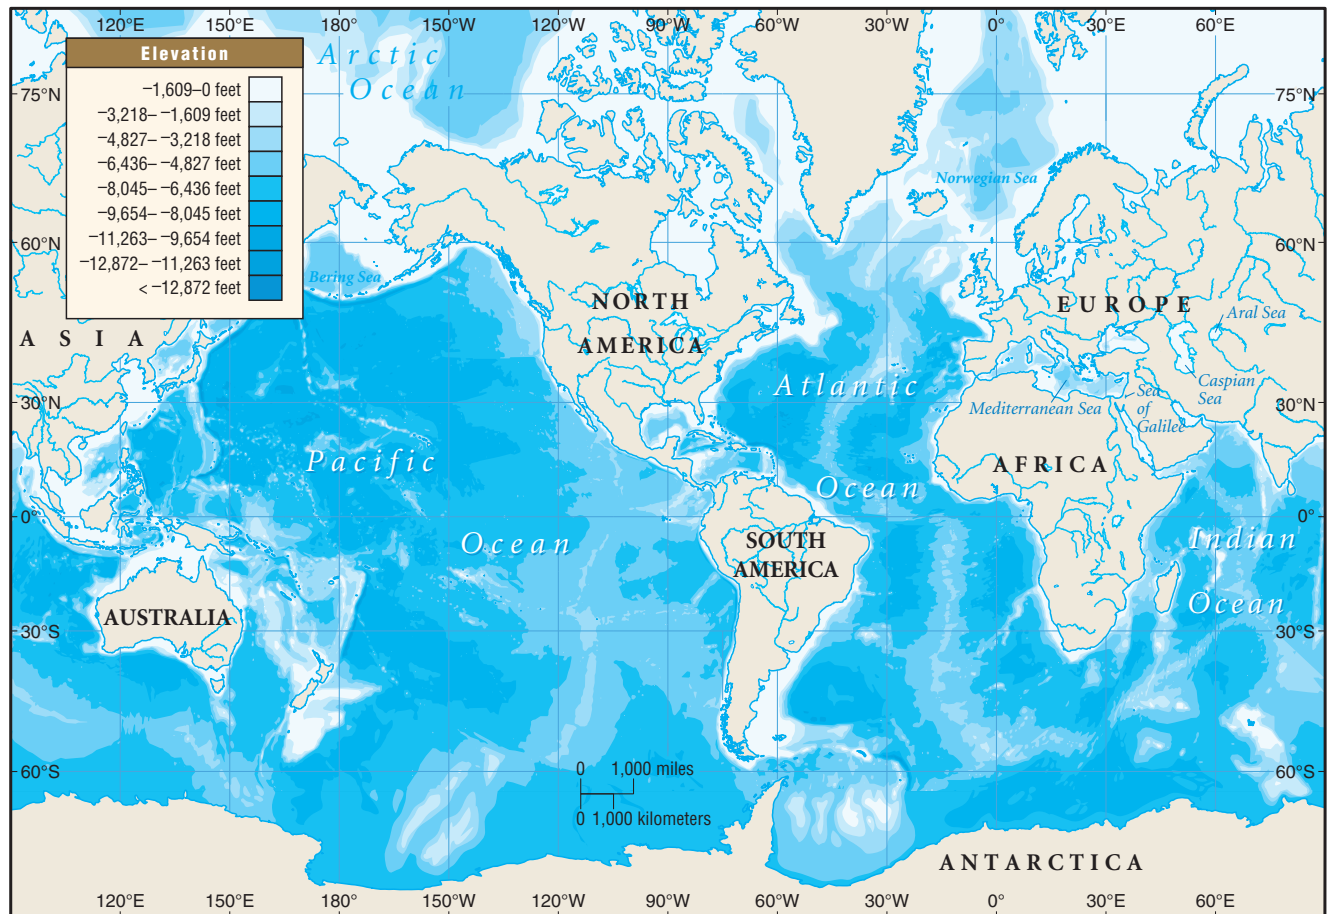 120°E 150°E 180° 150°W 120°W 90°W 60°W 30°W 0° 30°E 60°E
Elevation
–1,609–0 feet
–3,218– –1,609 feet
–4,827– –3,218 feet
–6,436– –4,827 feet
–8,045– –6,436 feet
–9,654– –8,045 feet
–11,263– –9,654 feet
–12,872– –11,263 feet
< –12,872 feet
Arctic
Ocean
75°N 75°N
Norwegian Sea
60°N 60°N
Bering Sea
NORTH
AMERICA
EUROPE
Aral Sea
ASIA
Atlantic
Ocean
Caspian
Sea
Mediterranean Sea
Sea
of
Galilee
30°N 30°N
Pacific
Ocean
AFRICA
0° 0°
SOUTH
AMERICA
Indian
Ocean
AUSTRALIA
30°S 30°S
60°S 60°S
0 1,000 miles
0 1,000 kilometers
ANTARCTICA
120°E 150°E 180° 150°W 120°W 90°W 60°W 30°W 0° 30°E 60°E